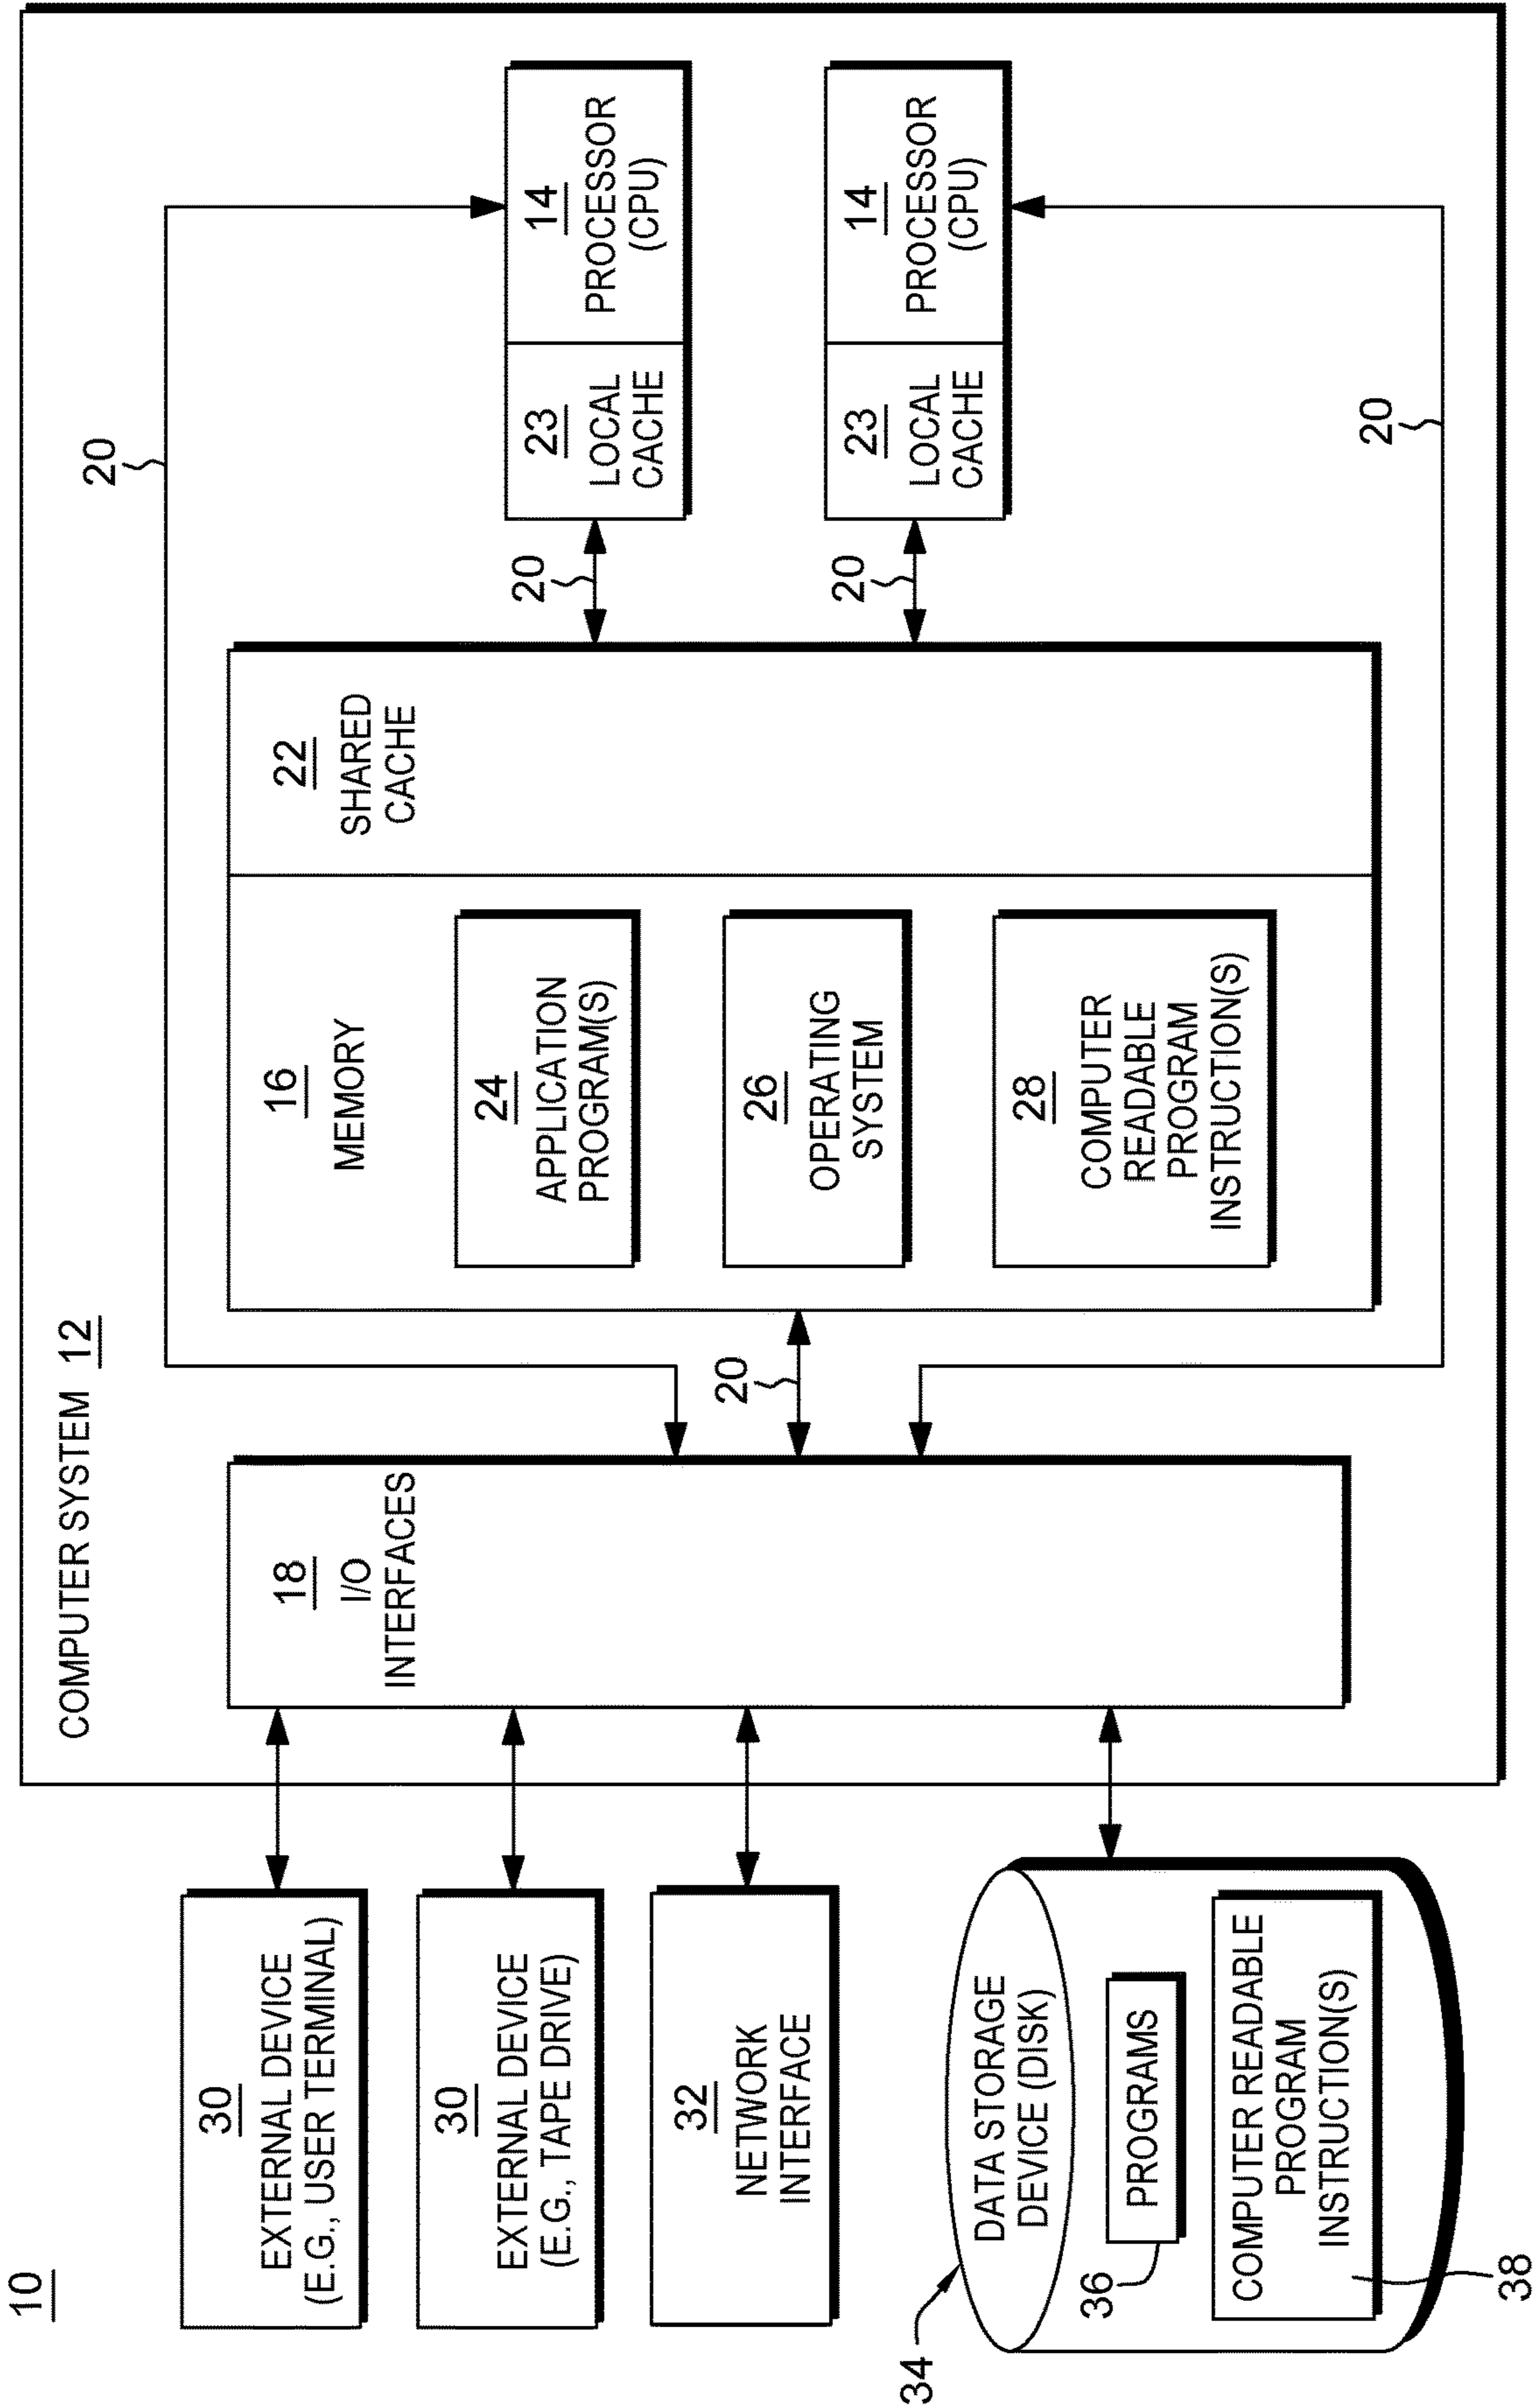 10
COMPUTER SYSTEM 12
20
30
EXTERNAL DEVICE
(E.G., USER TERMINAL)
30
EXTERNAL DEVICE
(E.G., TAPE DRIVE)
32
NETWORK
INTERFACE
34
DATA STORAGE
DEVICE (DISK)
36
PROGRAMS
COMPUTER READABLE
PROGRAM
INSTRUCTION(S)
38
18
I/O
INTERFACES
20
16
MEMORY
24
APPLICATION
PROGRAM(S)
26
OPERATING
SYSTEM
28
COMPUTER
READABLE
PROGRAM
INSTRUCTION(S)
22
SHARED
CACHE
20
20
23
LOCAL
CACHE
14
PROCESSOR
(CPU)
23
LOCAL
CACHE
14
PROCESSOR
(CPU)
20